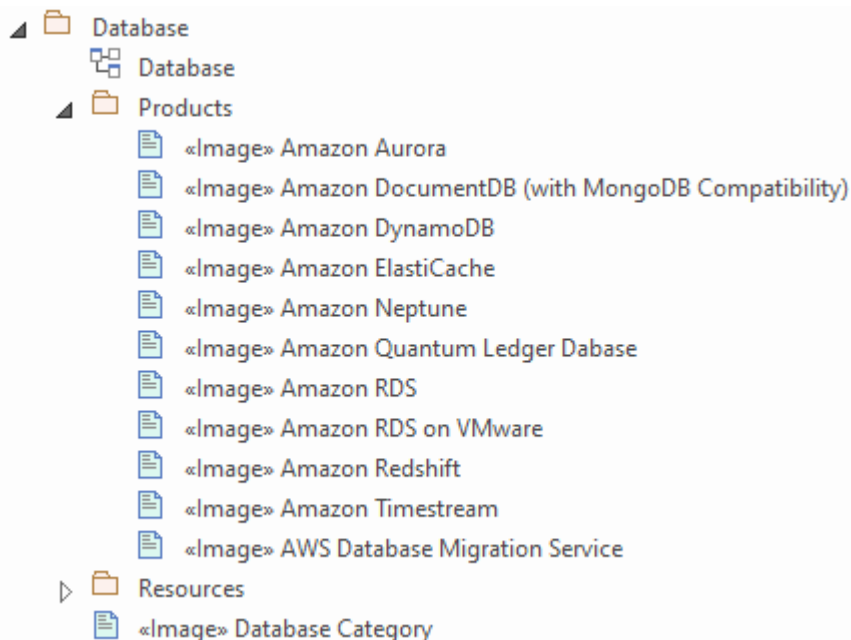 Database
Database
Products
«Image» Amazon Aurora
«Image» Amazon DocumentDB (with MongoDB Compatibility)
«Image» Amazon DynamoDB
«Image» Amazon ElastiCache
«Image» Amazon Neptune
«Image» Amazon Quantum Ledger Dabase
«Image» Amazon RDS
«Image» Amazon RDS on VMware
«Image» Amazon Redshift
«Image» Amazon Timestream
«Image» AWS Database Migration Service
Resources
«Image» Database Category